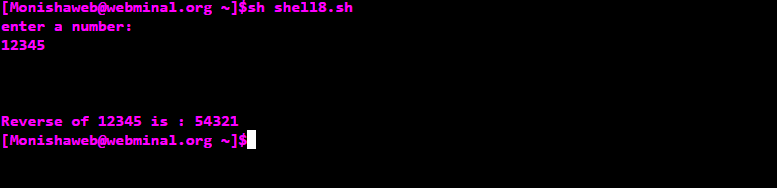 [Monishaweb@webminal.org ~]$sh shell8.sh
enter a number:
12345
Reverse of 12345 is : 54321
[Monishaweb@webminal.org ~]$